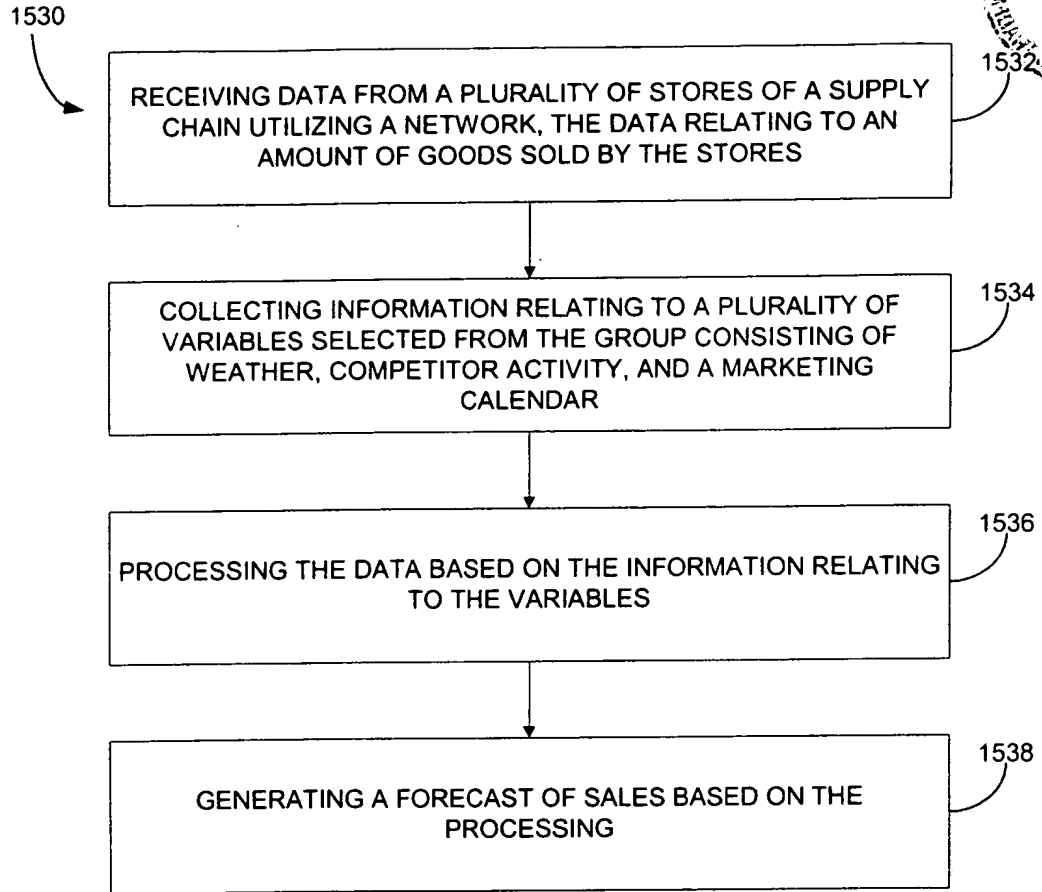 1530
1532
RECEIVING DATA FROM A PLURALITY OF STORES OF A SUPPLY
CHAIN UTILIZING A NETWORK, THE DATA RELATING TO AN
AMOUNT OF GOODS SOLD BY THE STORES
1534
COLLECTING INFORMATION RELATING TO A PLURALITY OF
VARIABLES SELECTED FROM THE GROUP CONSISTING OF
WEATHER, COMPETITOR ACTIVITY, AND A MARKETING
CALENDAR
1536
PROCESSING THE DATA BASED ON THE INFORMATION RELATING
TO THE VARIABLES
1538
GENERATING A FORECAST OF SALES BASED ON THE
PROCESSING